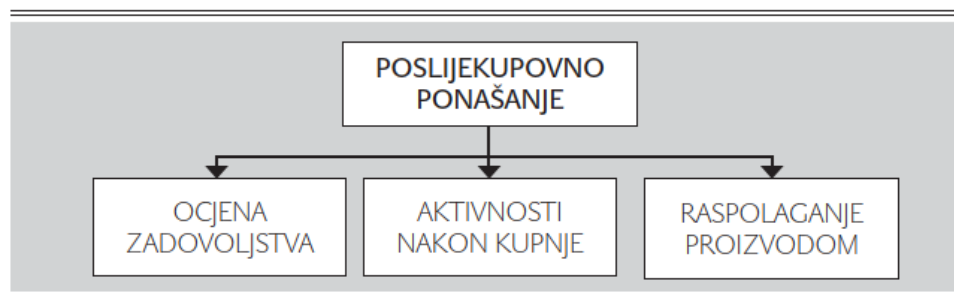 POSLIJEKUPOVNO
PONAŠANJE
OCJENA
ZADOVOLJSTVA
AKTIVNOSTI
NAKON KUPNJE
RASPOLAGANJE
PROIZVODOM